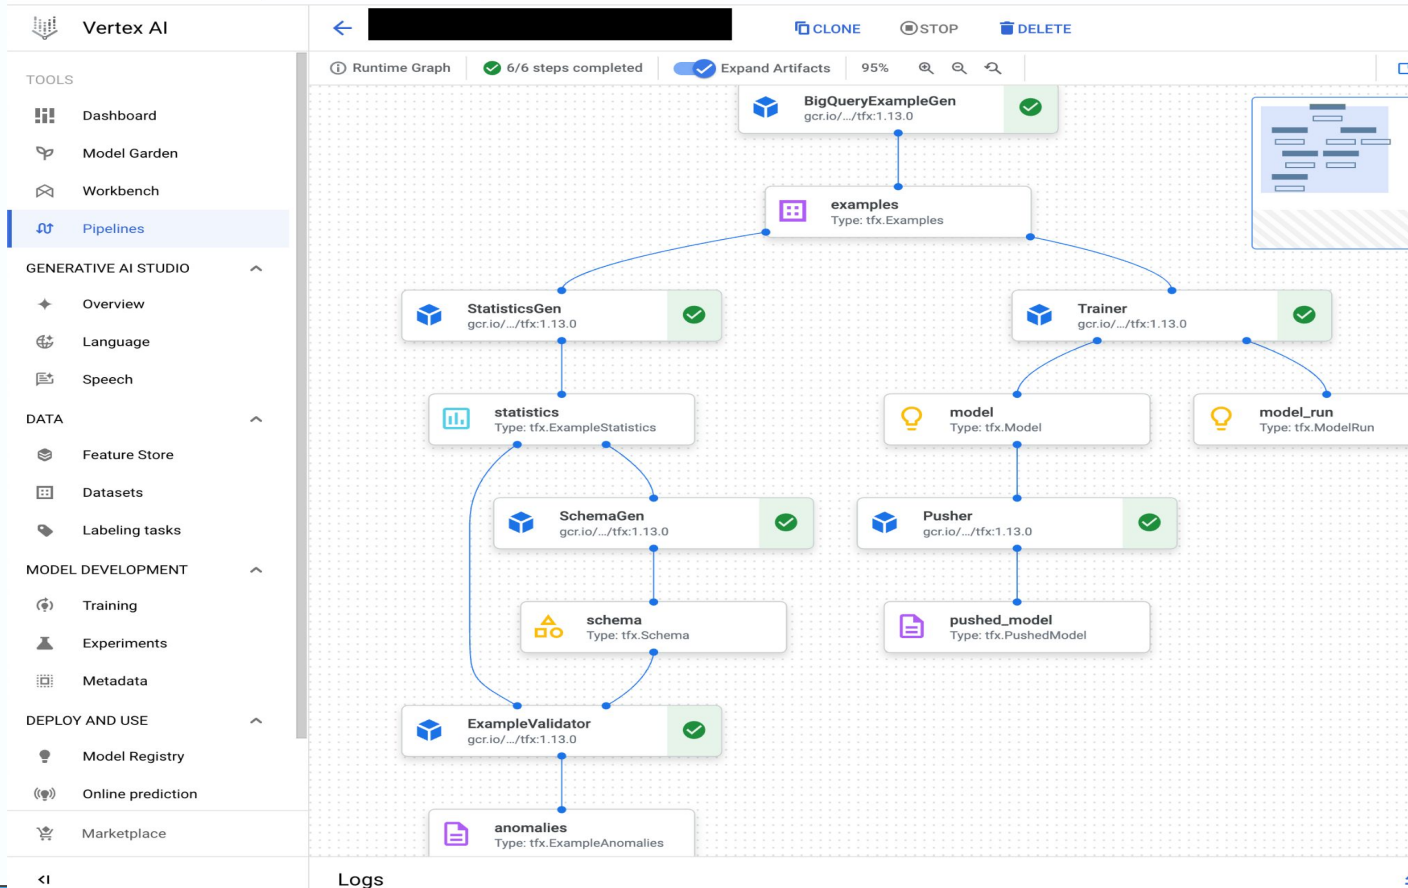 Vertex AI
CLONE
STOP
DELETE
TOOLS
Dashboard
Model Garden
Workbench
Pipelines
GENERATIVE AI STUDIO
Overview
Language
Speech
DATA
Feature Store
Datasets
Labeling tasks
MODEL DEVELOPMENT
Training
Experiments
Metadata
DEPLOY AND USE
Model Registry
Online prediction
Marketplace
Runtime Graph
6/6 steps completed
Expand Artifacts
95%
BigQueryExampleGen
gcr.io/.../tfx:1.13.0
examples
Type: tfx.Examples
StatisticsGen
gcr.io/.../tfx:1.13.0
Trainer
gcr.io/.../tfx:1.13.0
statistics
Type: tfx.ExampleStatistics
model
Type: tfx.Model
model_run
Type: tfx.ModelRun
SchemaGen
gcr.io/.../tfx:1.13.0
Pusher
gcr.io/.../tfx:1.13.0
schema
Type: tfx.Schema
pushed_model
Type: tfx.PushedModel
ExampleValidator
gcr.io/.../tfx:1.13.0
anomalies
Type: tfx.ExampleAnomalies
Logs